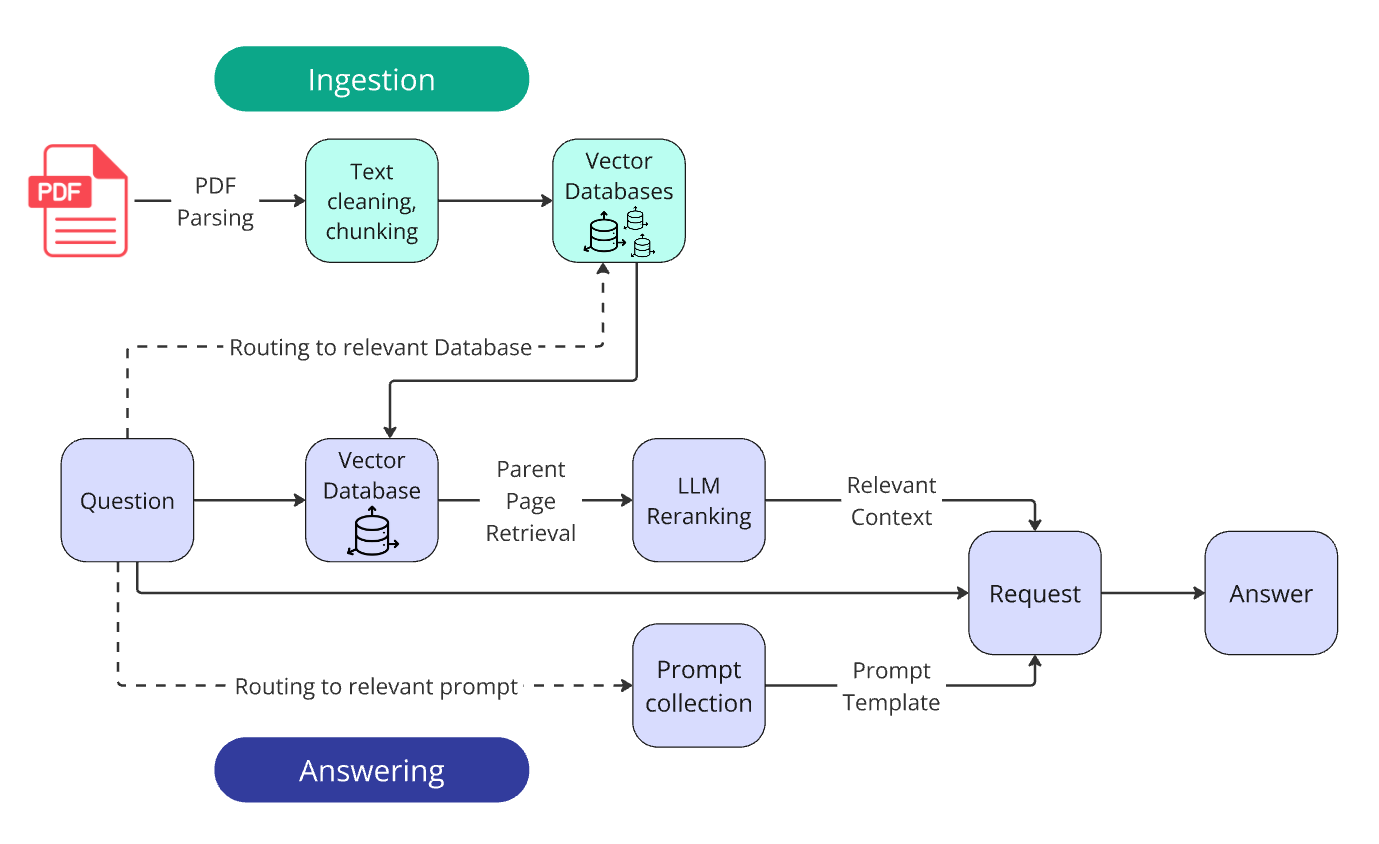 Ingestion
PDF
PDF
Parsing
Text
cleaning,
chunking
Vector
Databases
Routing to relevant Database
Question
Vector
Database
Parent
Page
Retrieval
LLM
Reranking
Relevant
Context
Request
Answer
Routing to relevant prompt
Prompt
collection
Prompt
Template
Answering